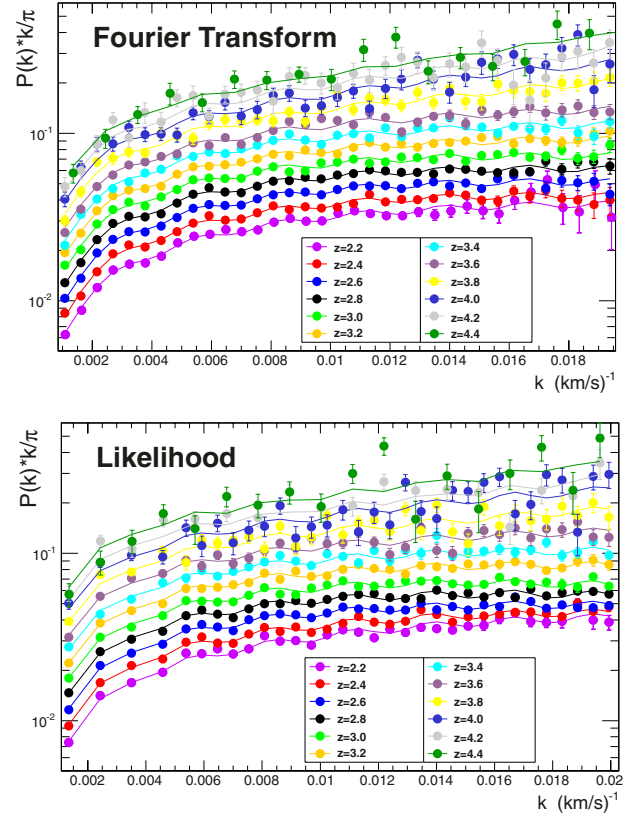 Fourier Transform
P(k)*k/π
10⁻¹
10⁻²
z=2.2
z=2.4
z=2.6
z=2.8
z=3.0
z=3.2
z=3.4
z=3.6
z=3.8
z=4.0
z=4.2
z=4.4
0.002 0.004 0.006 0.008 0.01 0.012 0.014 0.016 0.018
k (km/s)⁻¹
Likelihood
P(k)*k/π
10⁻¹
10⁻²
z=2.2
z=2.4
z=2.6
z=2.8
z=3.0
z=3.2
z=3.4
z=3.6
z=3.8
z=4.0
z=4.2
z=4.4
0.002 0.004 0.006 0.008 0.01 0.012 0.014 0.016 0.018 0.02
k (km/s)⁻¹